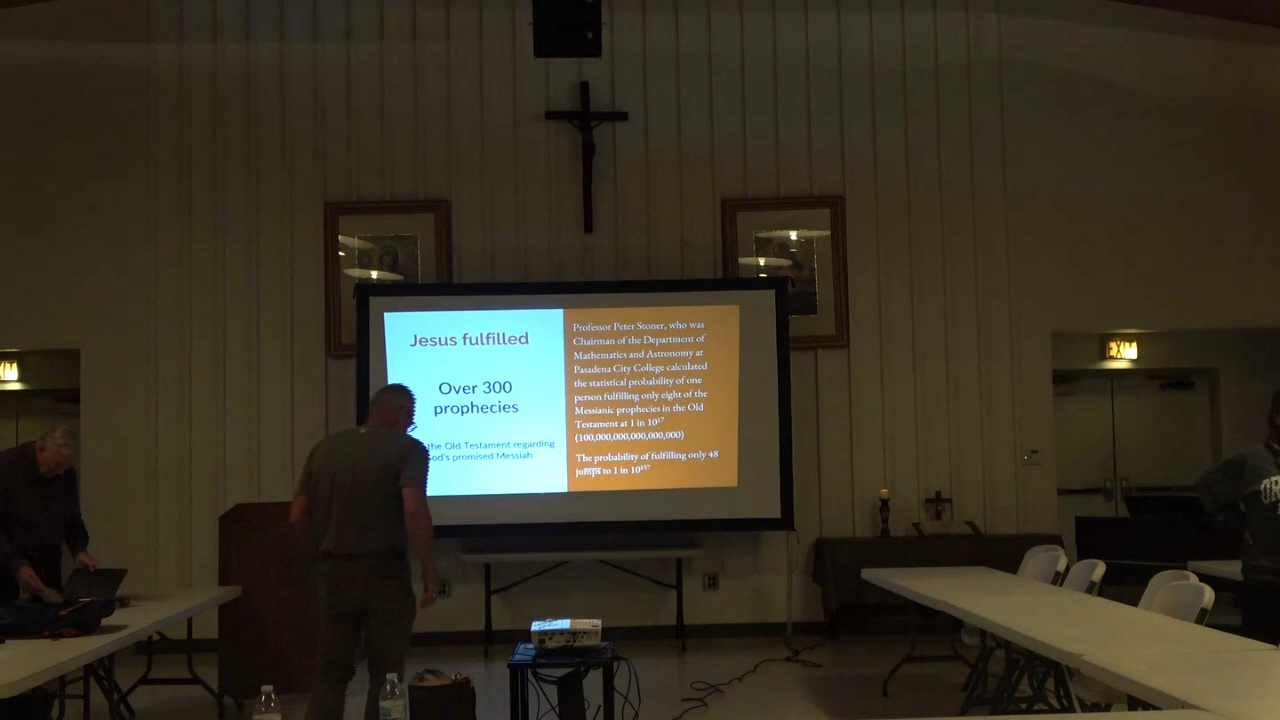 Jesus fulfilled
Over 300
prophecies
the Old Testament regarding
God's promised Messiah
Professor Peter Stoner, who was
Chairman of the Department of
Mathematics and Astronomy at
Pasadena City College calculated
the statistical probability of one
person fulfilling only eight of the
Messianic prophecies in the Old
Testament at 1 in 10¹⁷
(100,000,000,000,000,000)
The probability of fulfilling only 48
jumps to 1 in 10¹⁵⁷
EXIT